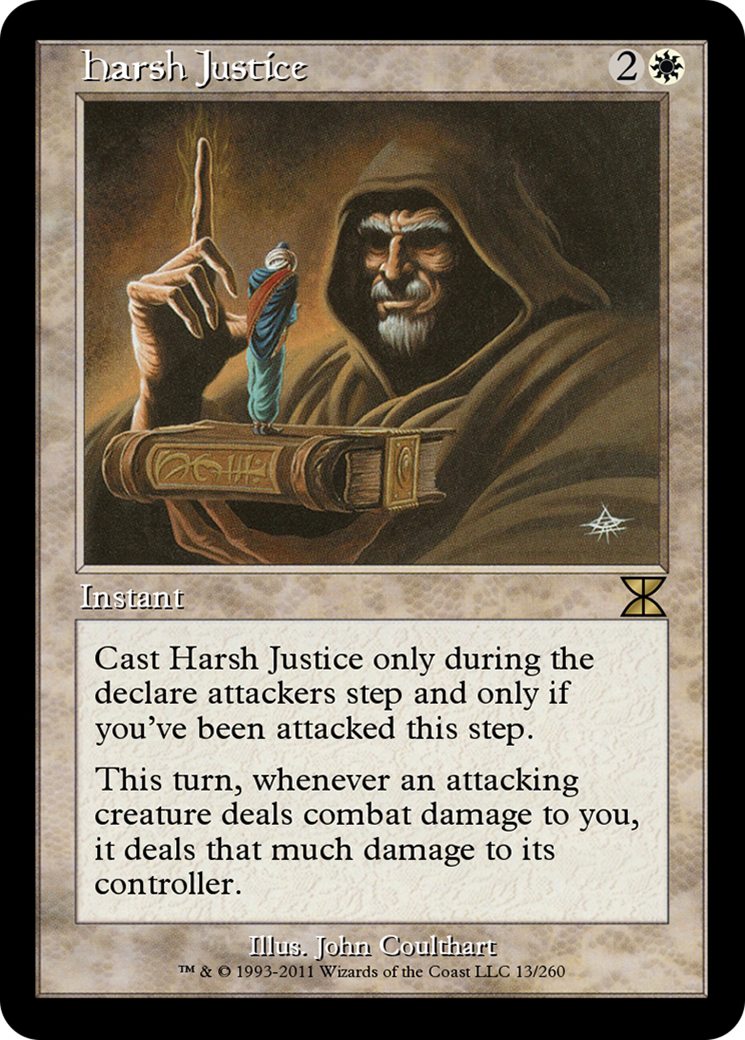 Harsh Justice
2
Instant
Cast Harsh Justice only during the
declare attackers step and only if
you've been attacked this step.
This turn, whenever an attacking
creature deals combat damage to you,
it deals that much damage to its
controller.
Illus. John Coulthart
™ & © 1993-2011 Wizards of the Coast LLC 13/260